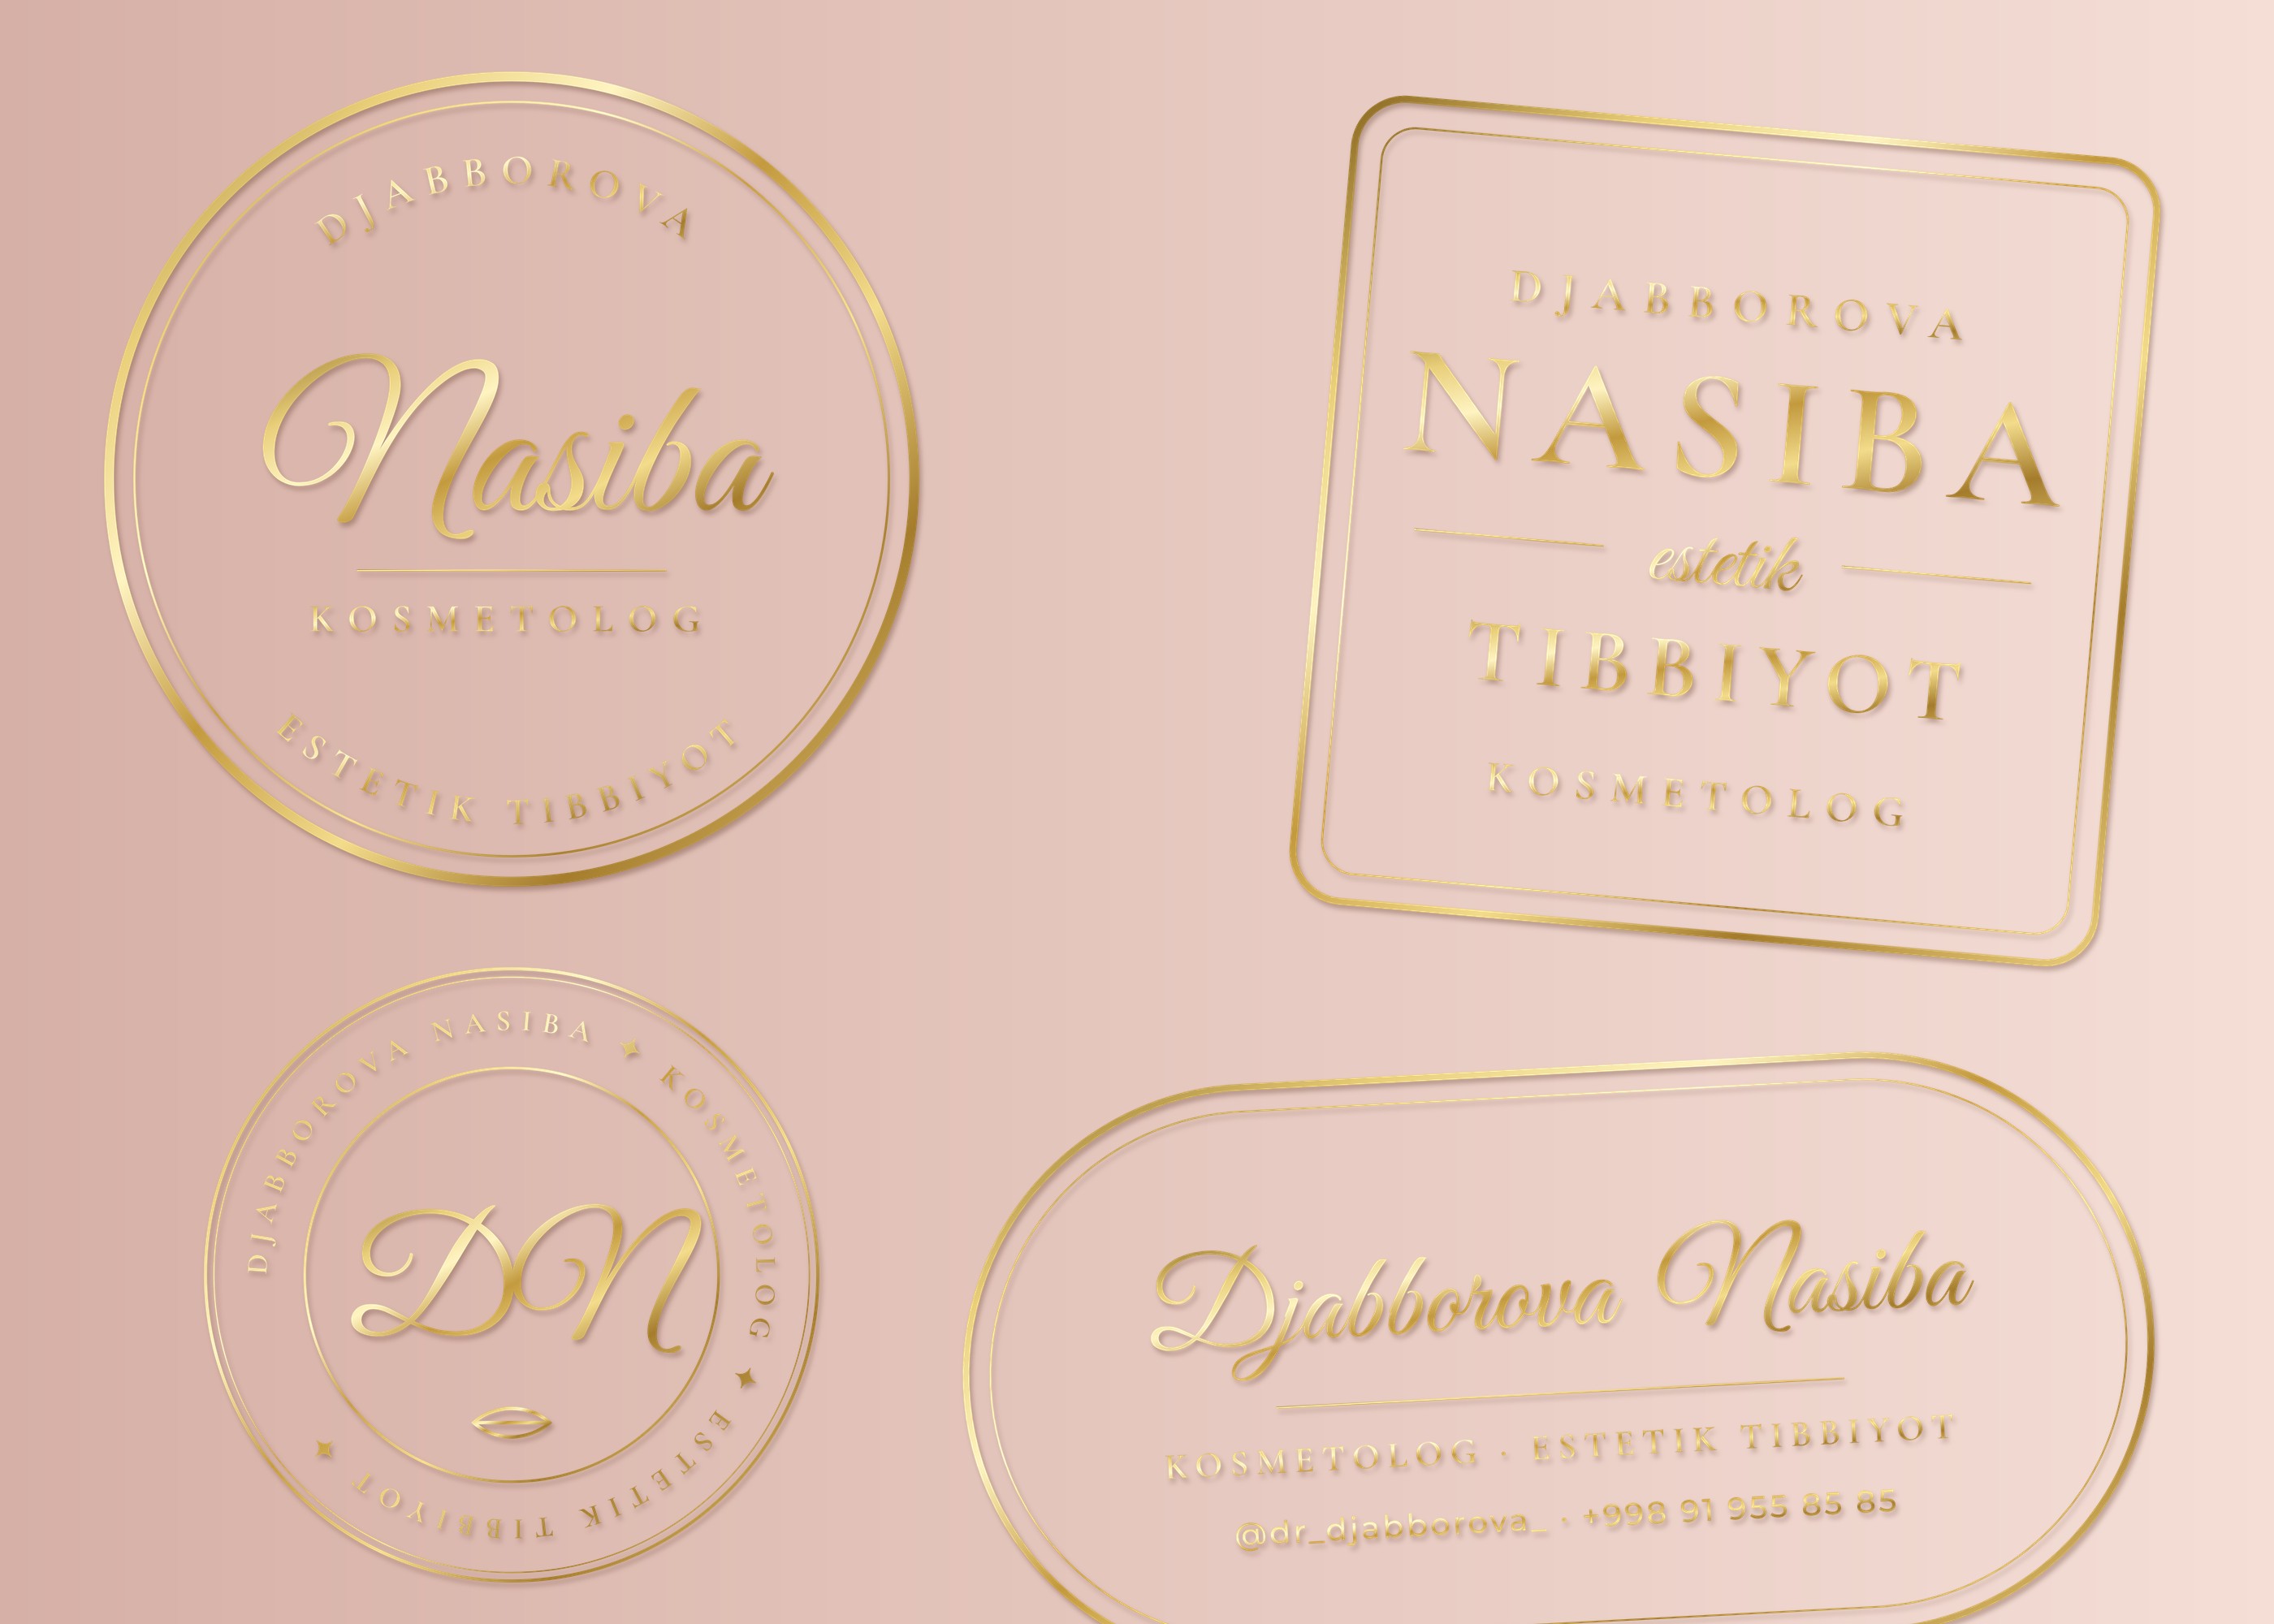 DJABBOROVA
Nasiba
KOSMETOLOG
ESTETIK TIBBIYOT
DJABBOROVA
NASIBA
estetik
TIBBIYOT
KOSMETOLOG
DJABBOROVA NASIBA ✦ KOSMETOLOG ✦ ESTETIK TIBBIYOT ✦
DN
Djabborova Nasiba
KOSMETOLOG · ESTETIK TIBBIYOT
@dr_djabborova_ · +998 91 955 85 85